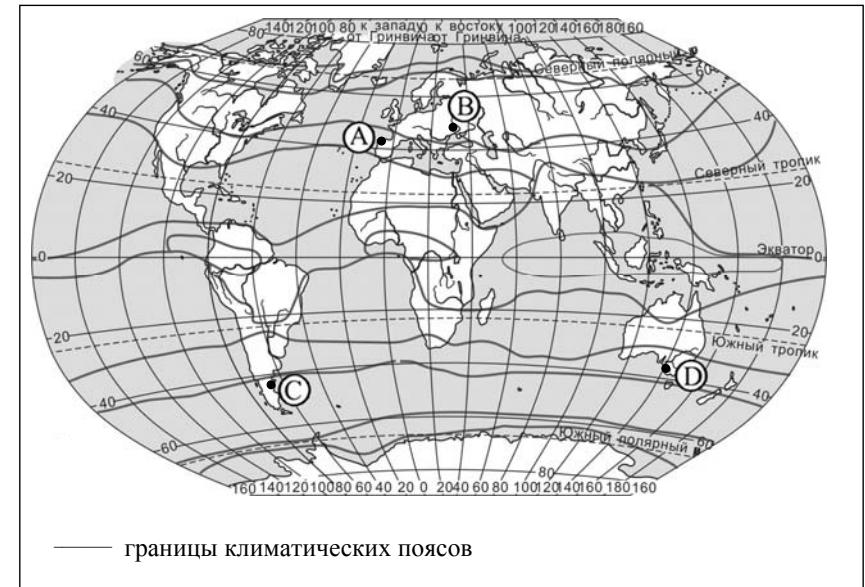 140 120 100 80 к западу 0 к востоку 100 120 140 160 180 160
80 от Гринвича от Гринвича
60 Северный полярный 60
B
40 A 40
Северный тропик
20 20
Экватор
0 0
20 20
Южный тропик
C D
40 40
60 Южный полярный 60
80
160 140 120 100 80 60 40 20 0 20 40 60 80 100 120 140 160 180 160
границы климатических поясов